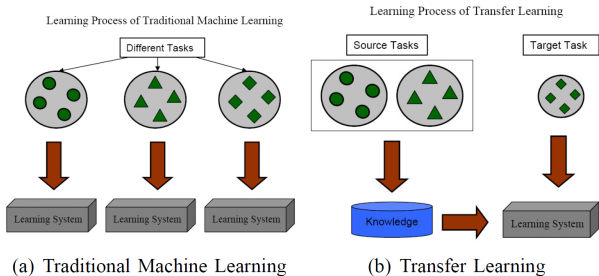 Learning Process of Traditional Machine Learning
Different Tasks
Learning System
Learning System
Learning System
(a) Traditional Machine Learning
Learning Process of Transfer Learning
Source Tasks
Target Task
Knowledge
Learning System
(b) Transfer Learning